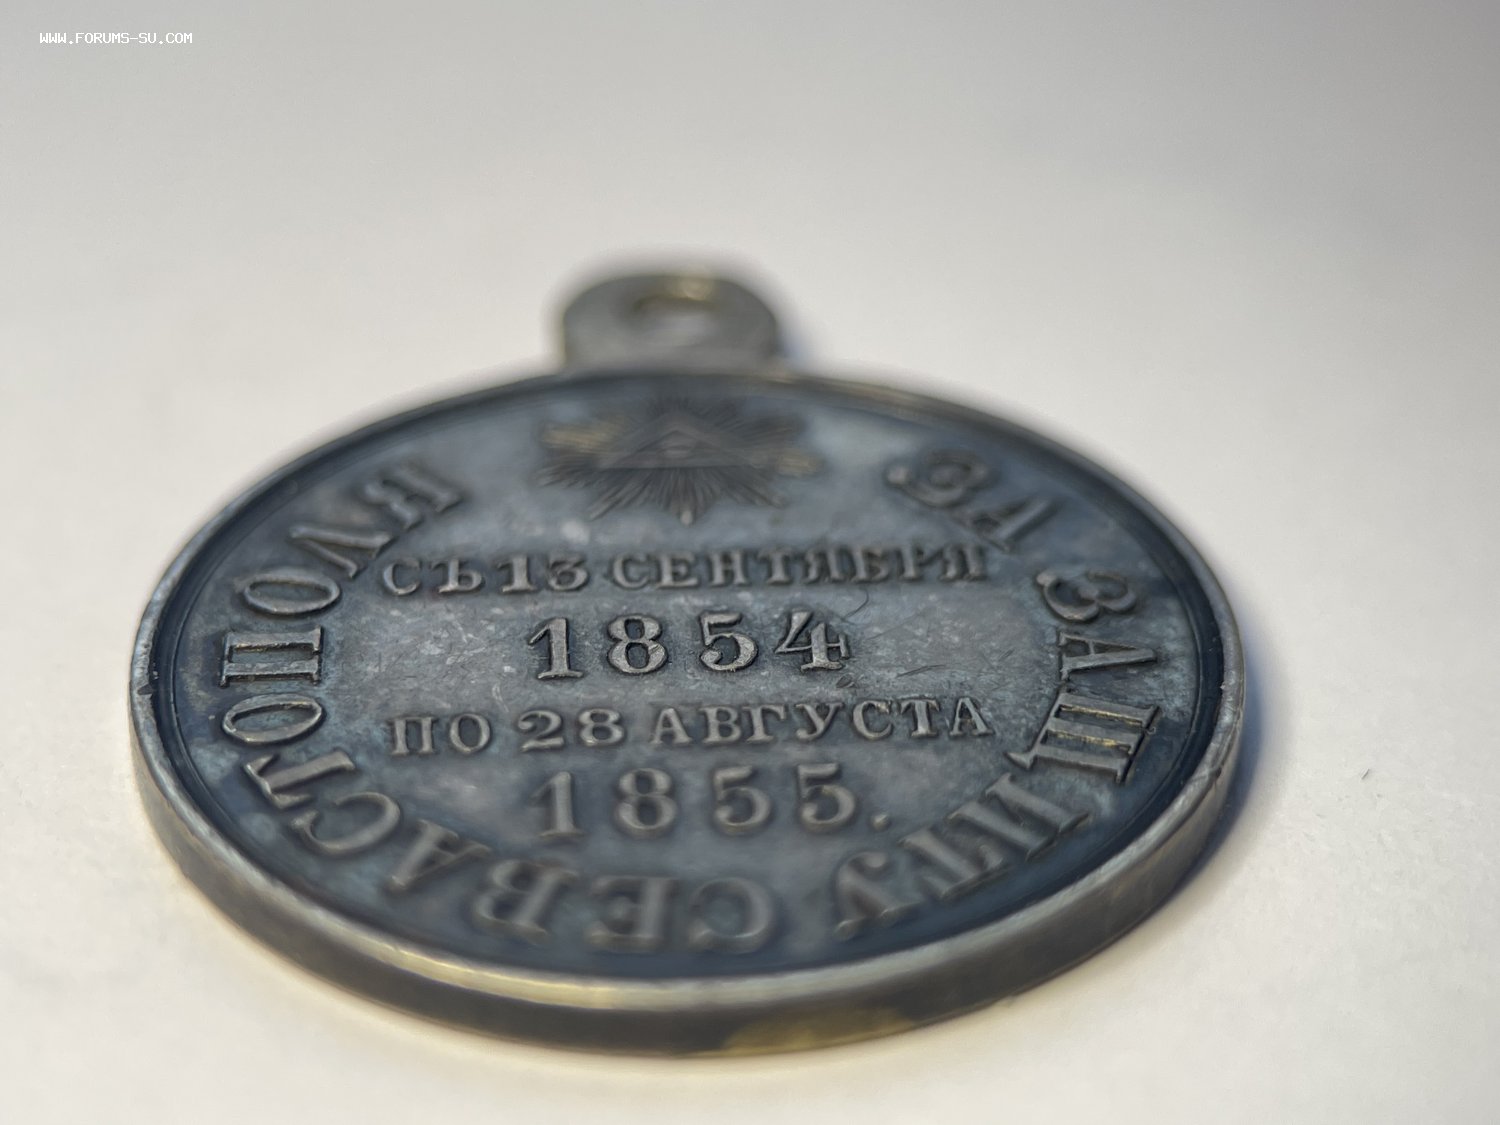 WWW.FORUMS-SU.COM
ЗА ЗАЩИТУ СЕВАСТОПОЛЯ
СЪ 13 СЕНТЯБРЯ
1854
ПО 28 АВГУСТА
1855.